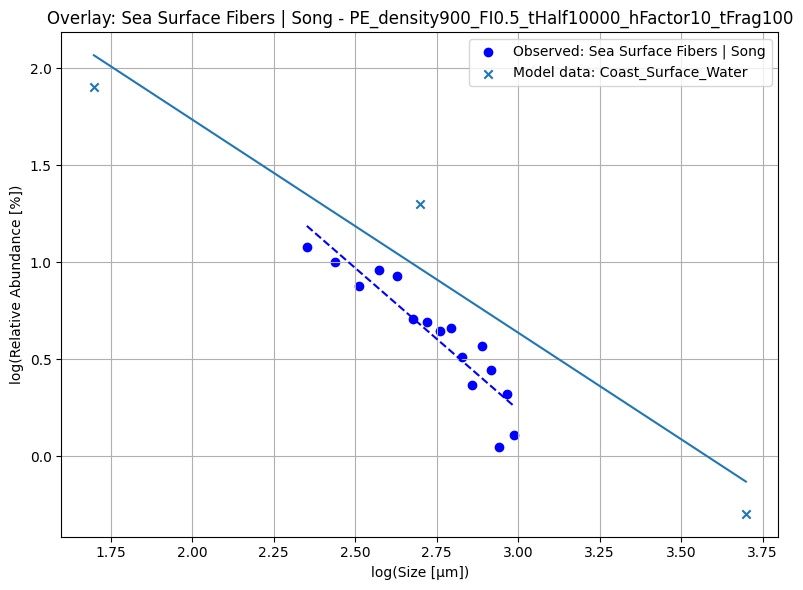 Overlay: Sea Surface Fibers | Song - PE_density900_FI0.5_tHalf10000_hFactor10_tFrag100
Observed: Sea Surface Fibers | Song
Model data: Coast_Surface_Water
log(Relative Abundance [%])
2.0
1.5
1.0
0.5
0.0
1.75 2.00 2.25 2.50 2.75 3.00 3.25 3.50 3.75
log(Size [µm])